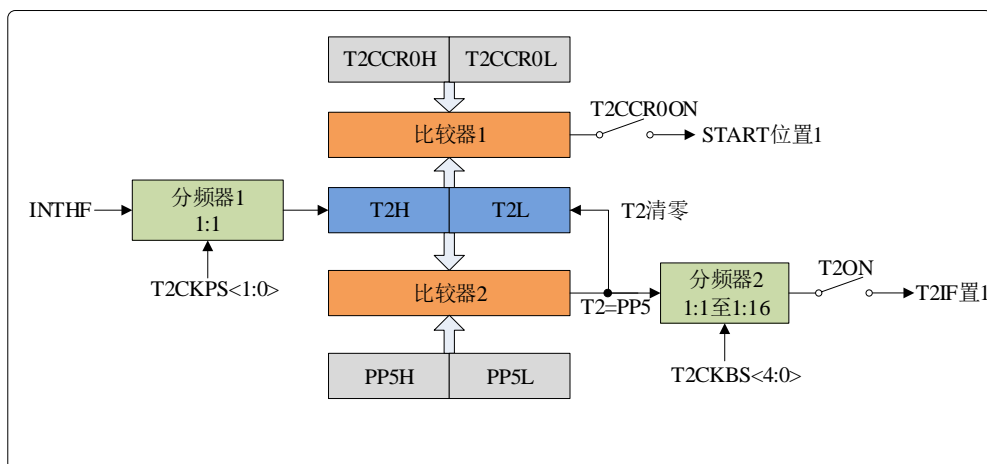 T2CCR0H T2CCR0L
T2CCR0ON
比较器1
START位置1
INTHF
分频器1
1:1
T2H T2L
T2清零
T2CKPS<1:0>
比较器2
T2=PP5
分频器2
1:1至1:16
T2ON
T2IF置1
PP5H PP5L
T2CKBS<4:0>